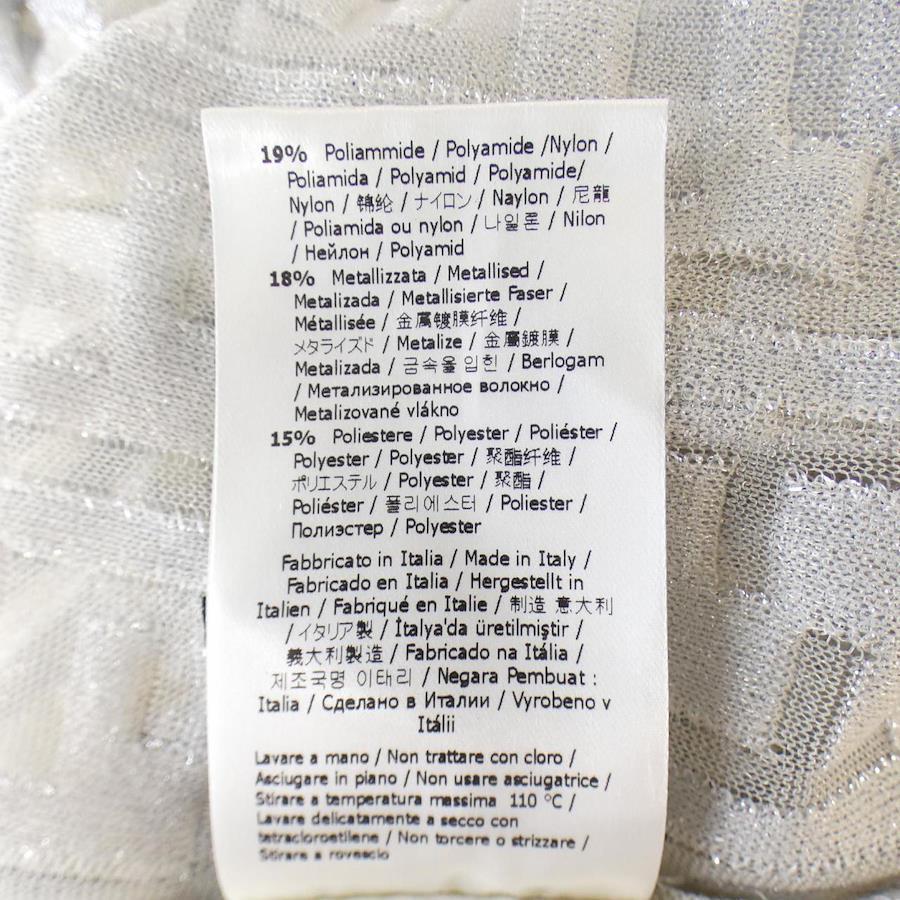 19% Poliammide / Polyamide /Nylon /
Poliamida / Polyamid / Polyamide/
Nylon / 锦纶 / ナイロン / Naylon / 尼龍
/ Poliamida ou nylon / 나일론 / Nilon
/ Нейлон / Polyamid
18% Metallizzata / Metallised /
Metalizada / Metallisierte Faser /
Métallisée / 金属镀膜纤维 /
メタライズド / Metalize / 金屬鍍膜 /
Metalizada / 금속을 입힌 / Berlogam
/ Метализированное волокно /
Metalizované vlákno
15% Poliestere / Polyester / Poliéster /
Polyester / Polyester / 聚酯纤维 /
ポリエステル / Polyester / 聚酯 /
Poliéster / 폴리에스터 / Poliester /
Полиэстер / Polyester
Fabbricato in Italia / Made in Italy /
Fabricado en Italia / Hergestellt in
Italien / Fabriqué en Italie / 制造 意大利
/ イタリア製 / İtalya'da üretilmiştir /
義大利製造 / Fabricado na Itália /
제조국명 이태리 / Negara Pembuat :
Italia / Сделано в Италии / Vyrobeno v
Itálii
Lavare a mano / Non trattare con cloro /
Asciugare in piano / Non usare asciugatrice /
Stirare a temperatura massima 110 °C /
Lavare delicatamente a secco con
tetracloroetilene / Non torcere o strizzare /
Stirare a rovescio